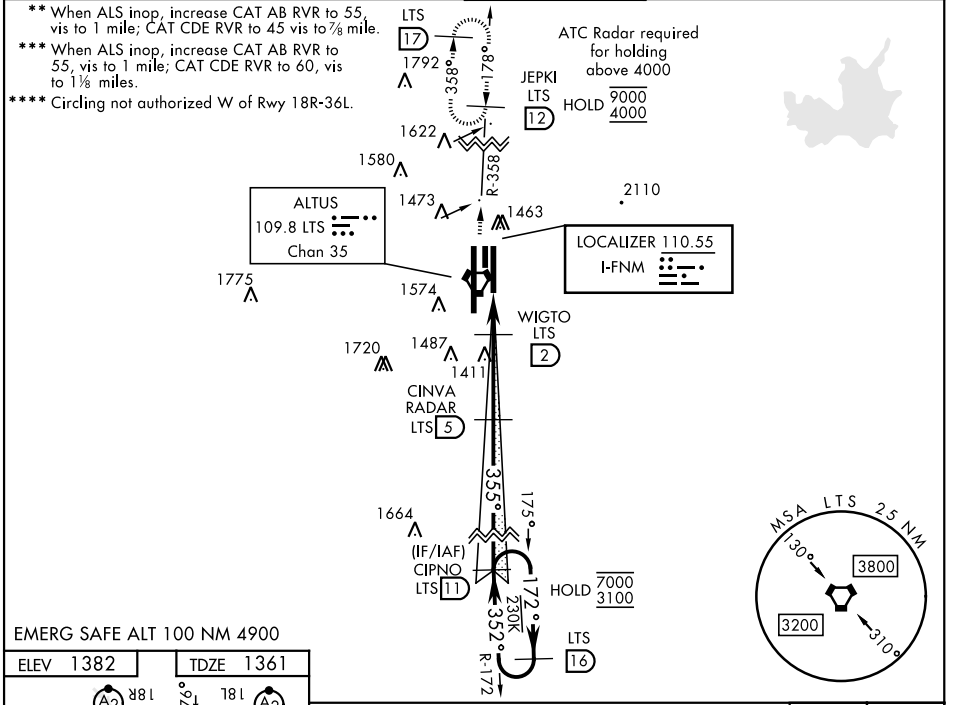 ** When ALS inop, increase CAT AB RVR to 55,
vis to 1 mile; CAT CDE RVR to 45 vis to ⅞ mile.
*** When ALS inop, increase CAT AB RVR to
55, vis to 1 mile; CAT CDE RVR to 60, vis
to 1⅛ miles.
**** Circling not authorized W of Rwy 18R-36L.
LTS
17
1792
358°
178°
ATC Radar required
for holding
above 4000
JEPKI
LTS
12
HOLD 9000
4000
1622
1580
R-358
1473
1463
2110
ALTUS
109.8 LTS
Chan 35
LOCALIZER 110.55
I-FNM
1775
1574
WIGTO
LTS
2
1720
1487
1411
CINVA
RADAR
LTS 5
355°
175°
1664
(IF/IAF)
CIPNO
LTS 11
172°
HOLD 7000
3100
230K
352°
R-172
LTS
16
MSA LTS 25 NM
130°
3800
3200
310°
EMERG SAFE ALT 100 NM 4900
ELEV 1382
TDZE 1361
A2
18R
18L
A2